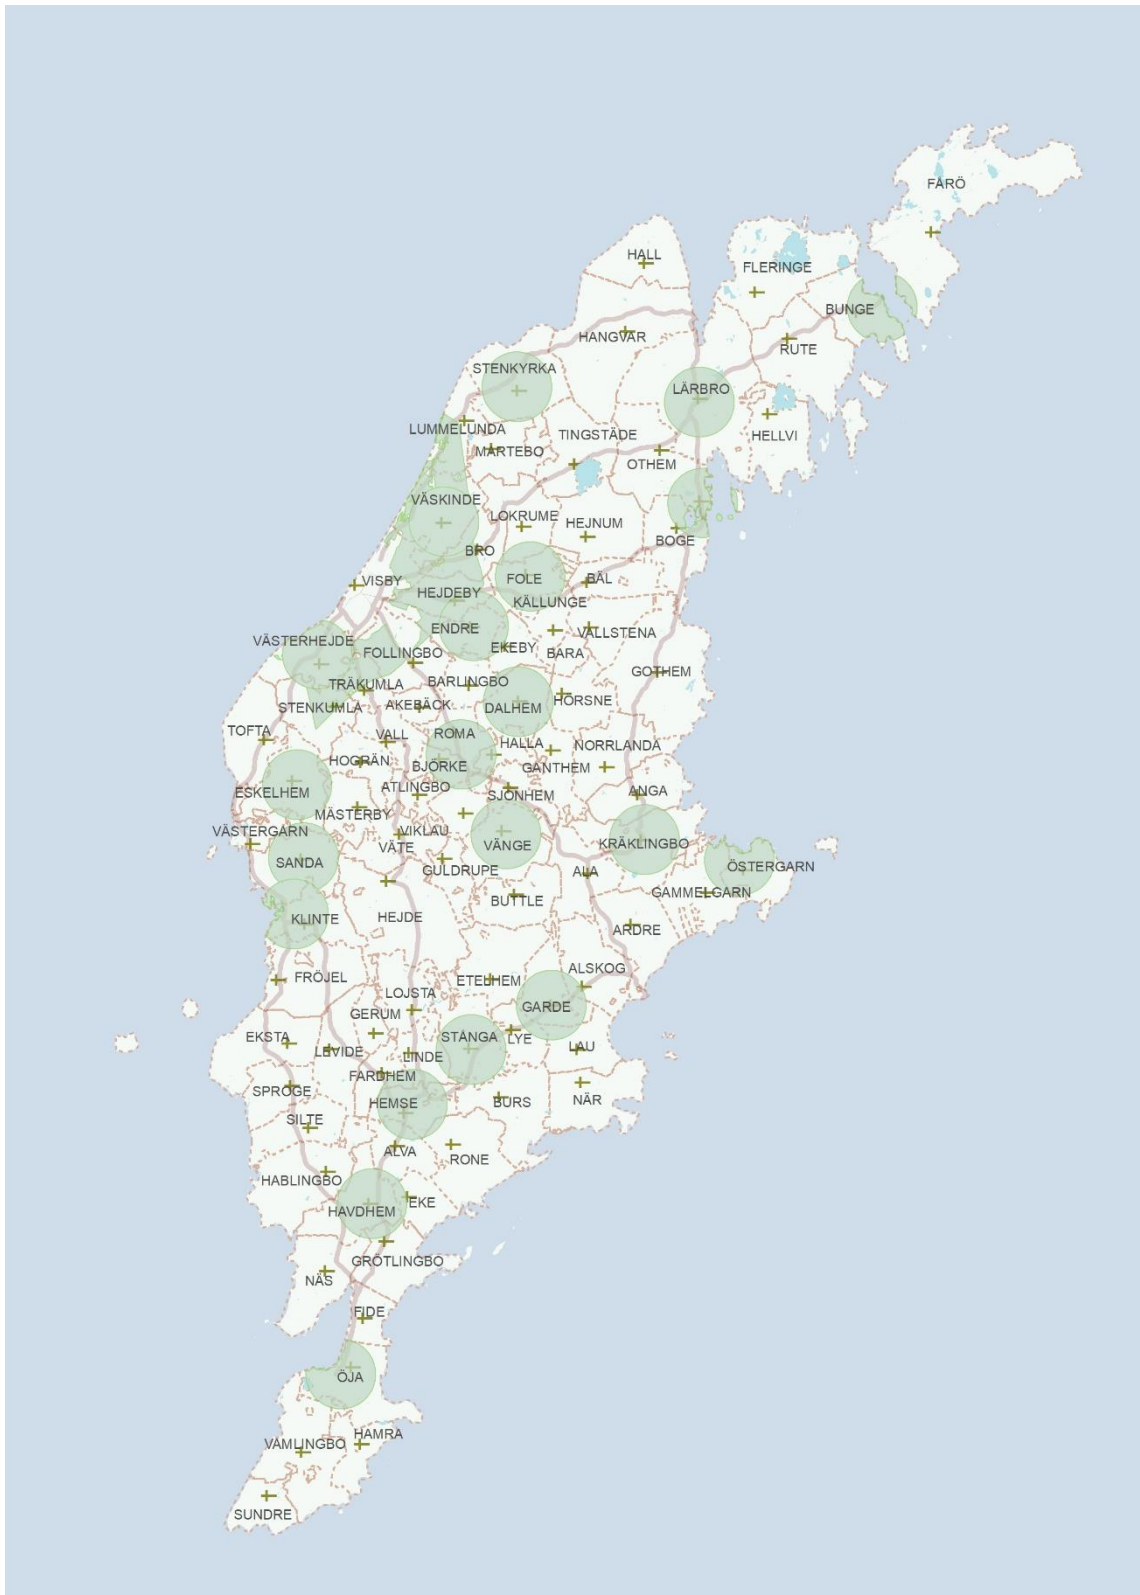 FÅRÖ
HALL
FLERINGE
BUNGE
HANGVAR
RUTE
STENKYRKA
LÄRBRO
LUMMELUNDA
TINGSTÄDE
HELLVI
MARTEBO
OTHEM
VÄSKINDE
LOKRUME
HEJNUM
BOGE
BRO
VISBY
FOLE
BÄL
HEJDEBY
KÄLLUNGE
ENDRE
VALLSTENA
VÄSTERHEJDE
FOLLINGBO
EKEBY
BARA
GOTHEM
TRÄKUMLA
BARLINGBO
STENKUMLA
AKEBÄCK
DALHEM
HÖRSNE
TOFTA
VALL
ROMA
HALLA
NORRLANDA
HOGRÄN
BJÖRKE
GANTHEM
ESKELHEM
ATLINGBO
SJONHEM
ANGA
MÄSTERBY
VÄSTERGARN
VIKLAU
VÄTE
VÄNGE
KRÄKLINGBO
SANDA
GULDRUPE
ALA
ÖSTERGARN
BUTTLE
GAMMELGARN
KLINTE
HEJDE
ARDRE
FRÖJEL
ETELHEM
ALSKOG
LOJSTA
GARDE
GERUM
EKSTA
LEVIDE
STÅNGA
LYE
LAU
LINDE
FARDHEM
SPROGE
HEMSE
BURS
NÄR
SILTE
ALVA
RONE
HABLINGBO
HAVDHEM
EKE
GRÖTLINGBO
NÄS
FIDE
ÖJA
HAMRA
VAMLINGBO
SUNDRE